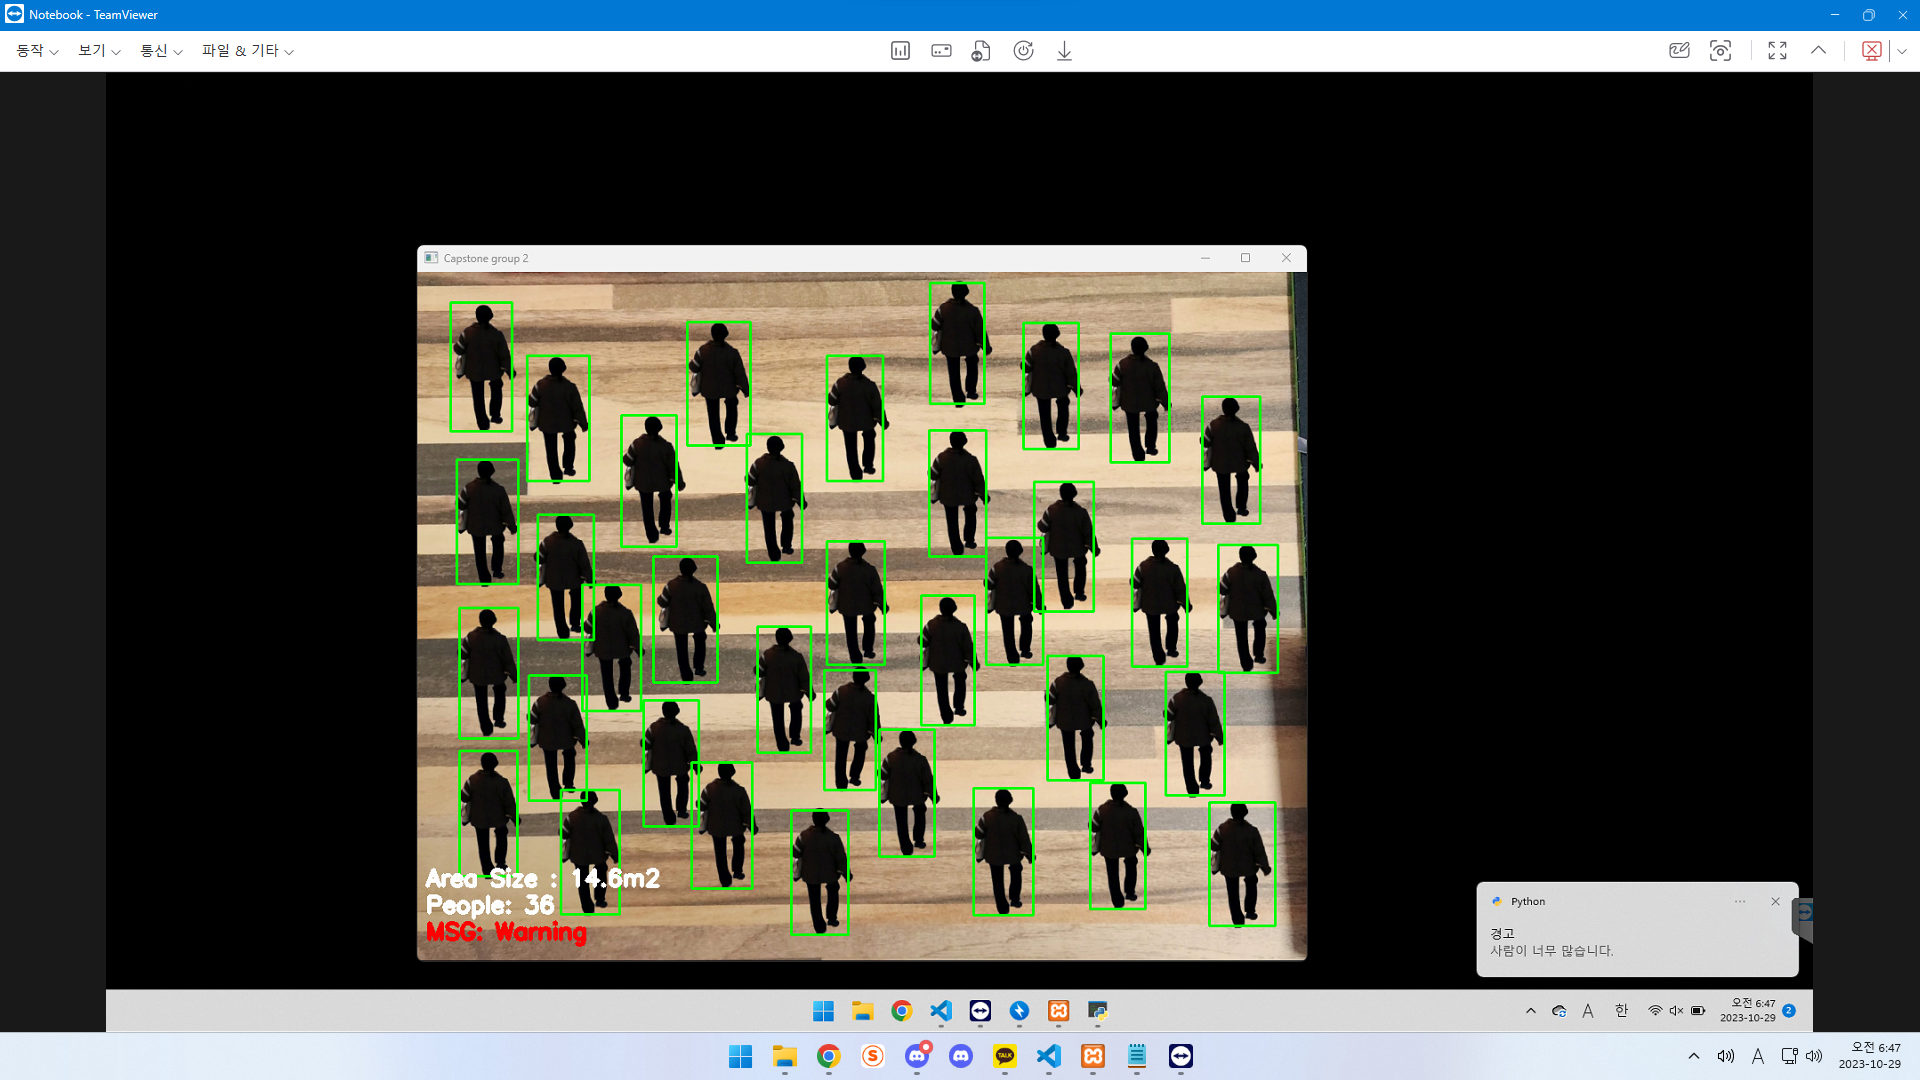 Notebook - TeamViewer
동작 보기 통신 파일 & 기타
Capstone group 2
Area Size : 14.6m2
People: 36
MSG: Warning
Python
경고
사람이 너무 많습니다.
A 한 오전 6:47
2023-10-29 2
TALK
S
A 오전 6:47
2023-10-29